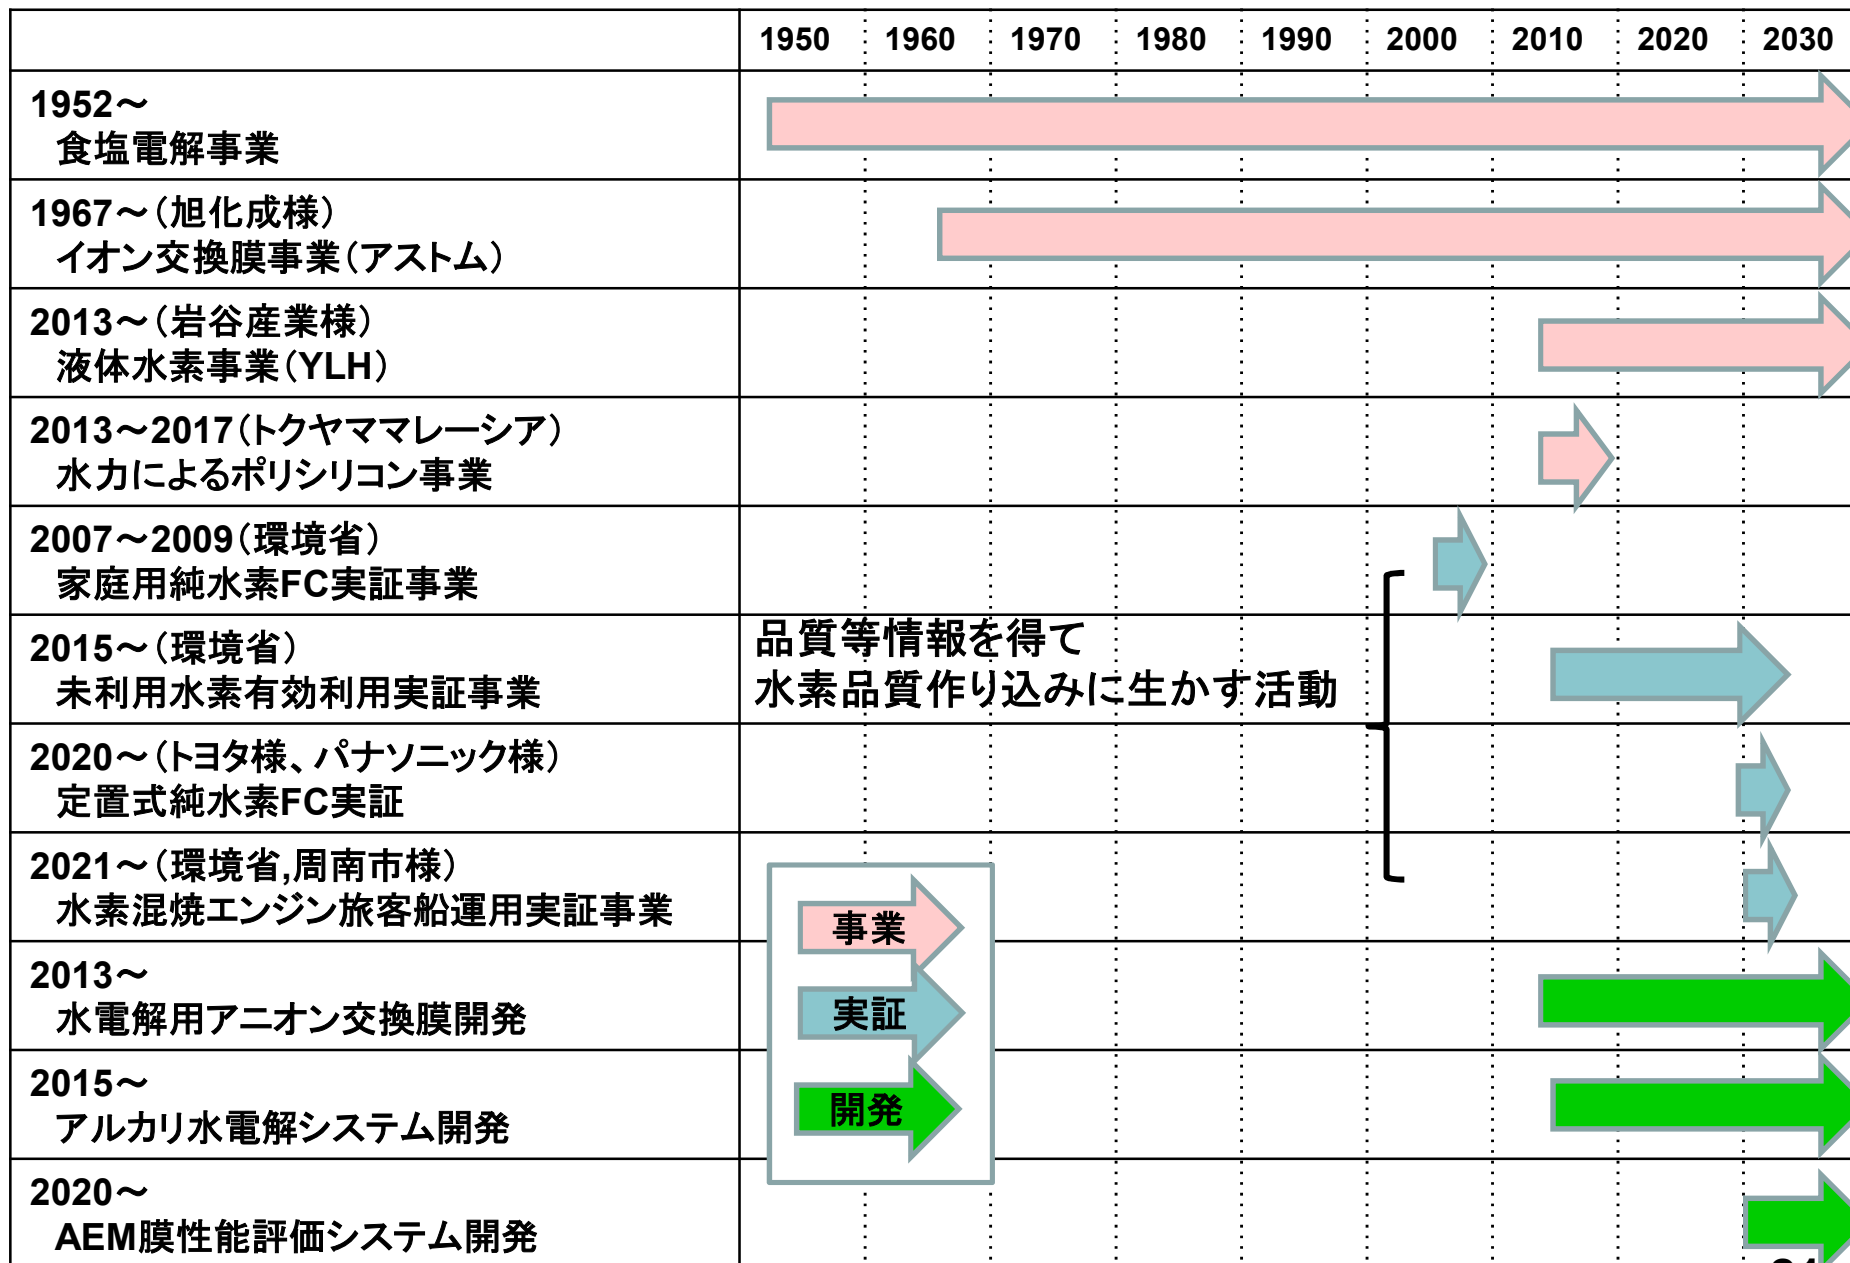 1950 1960 1970 1980 1990 2000 2010 2020 2030
1952～
食塩電解事業
1967～（旭化成様）
イオン交換膜事業（アストム）
2013～（岩谷産業様）
液体水素事業（YLH）
2013～2017（トクヤママレーシア）
水力によるポリシリコン事業
2007～2009（環境省）
家庭用純水素FC実証事業
2015～（環境省）
未利用水素有効利用実証事業
品質等情報を得て
水素品質作り込みに生かす活動
2020～（トヨタ様、パナソニック様）
定置式純水素FC実証
2021～（環境省,周南市様）
水素混焼エンジン旅客船運用実証事業
2013～
水電解用アニオン交換膜開発
2015～
アルカリ水電解システム開発
2020～
AEM膜性能評価システム開発
事業
実証
開発